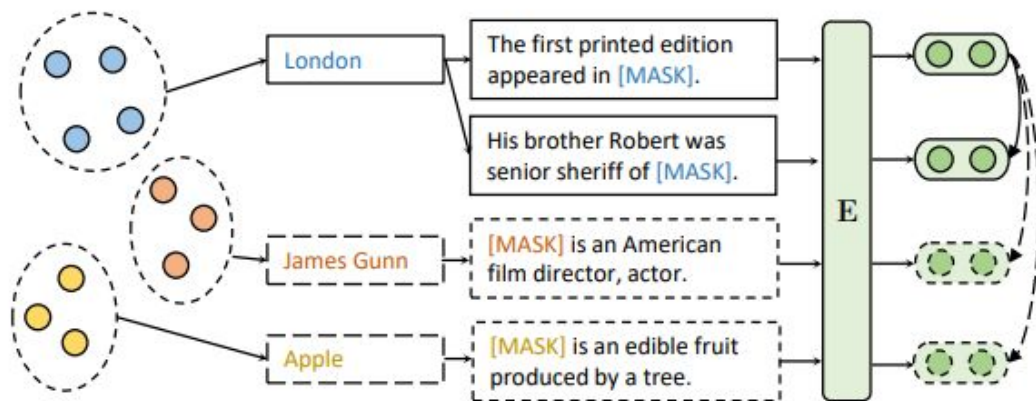 London
The first printed edition
appeared in [MASK].
His brother Robert was
senior sheriff of [MASK].
E
James Gunn
[MASK] is an American
film director, actor.
Apple
[MASK] is an edible fruit
produced by a tree.